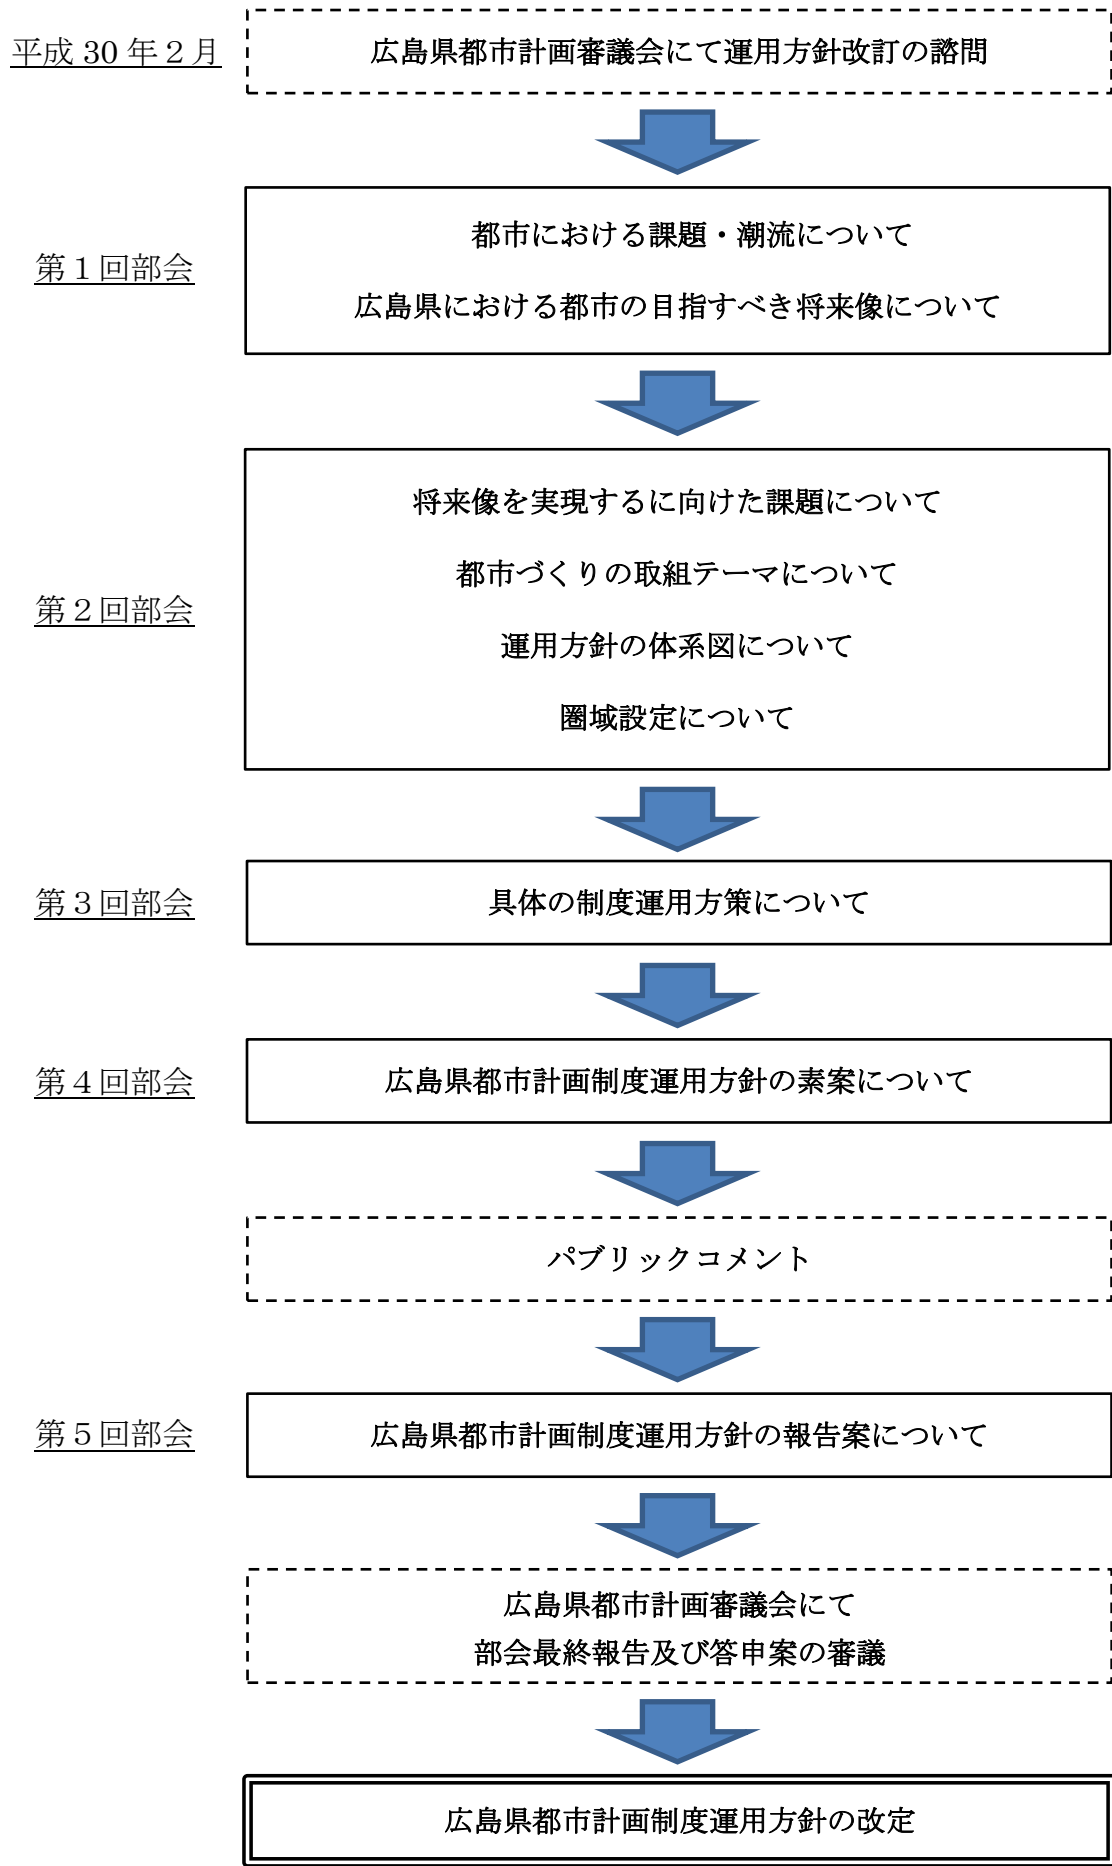 平成 30 年２月
広島県都市計画審議会にて運用方針改訂の諮問
第１回部会
都市における課題・潮流について
広島県における都市の目指すべき将来像について
第２回部会
将来像を実現するに向けた課題について
都市づくりの取組テーマについて
運用方針の体系図について
圏域設定について
第３回部会
具体の制度運用方策について
第４回部会
広島県都市計画制度運用方針の素案について
パブリックコメント
第５回部会
広島県都市計画制度運用方針の報告案について
広島県都市計画審議会にて
部会最終報告及び答申案の審議
広島県都市計画制度運用方針の改定